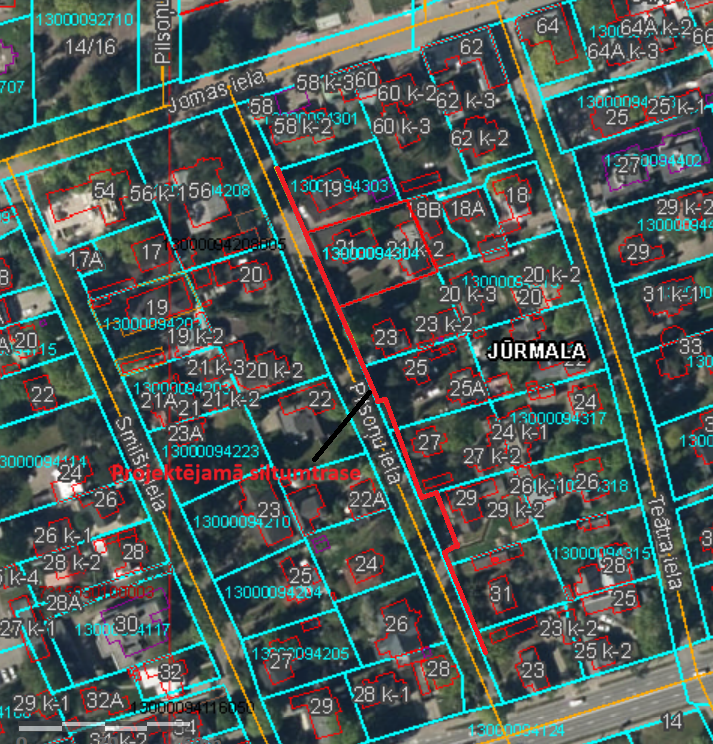 13000092710
14/16
Pilsoņu
707
Jomas iela
62
64
64A k-2
64A k-3
58
58 k-3
60
60 k-2
62 k-3
58 k-2
60 k-3
62 k-2
25
25 k-1
27
54
56 k-1
56
19
8B
18A
18
29 k-2
17A
17
13000094208005
20
21
21 k-2
13000094304
29
19
20 k-3
20 k-2
20
31 k-1
19 k-2
23
23 k-2
JŪRMALA
33
20
21 k-3
20 k-2
25
22
22
21A
21
21 k-2
22
25A
24
Pilsoņu iela
Smilšu iela
23A
13000094223
27
24 k-1
27 k-2
24
Projektējamā siltumtrase
26
23
22A
29
29 k-2
26 k-1
26
13000094210
26 k-1
28 k-2
28
24
25
13000094315
28
Teātra iela
28A
13000094204
31
25
27 k-1
30
26
23 k-2
25 k-2
13000094205
27
32
28
23
28 k-1
29 k-1
32A
29
34
14
13000094124